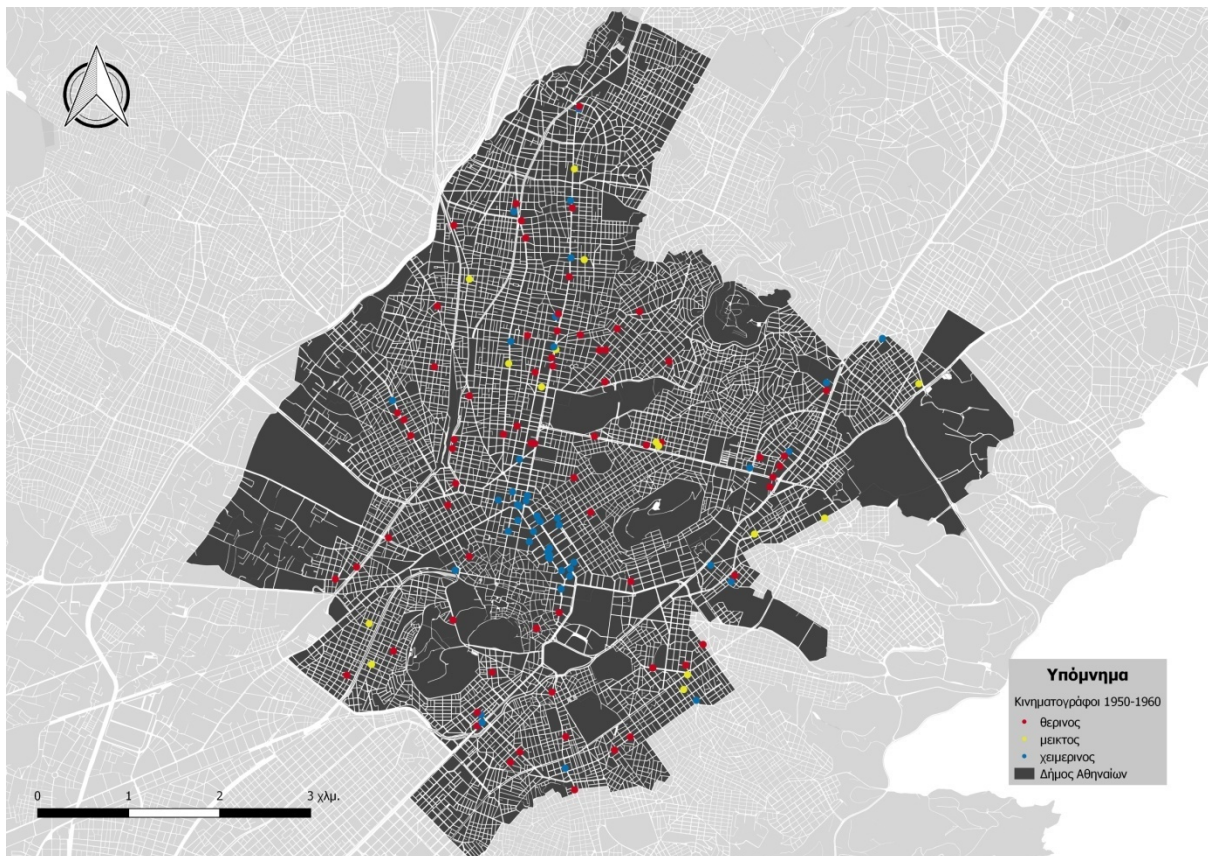 0 1 2 3 χλμ.
Υπόμνημα
Κινηματογράφοι 1950-1960
θερινος
μεικτος
χειμερινος
Δήμος Αθηναίων